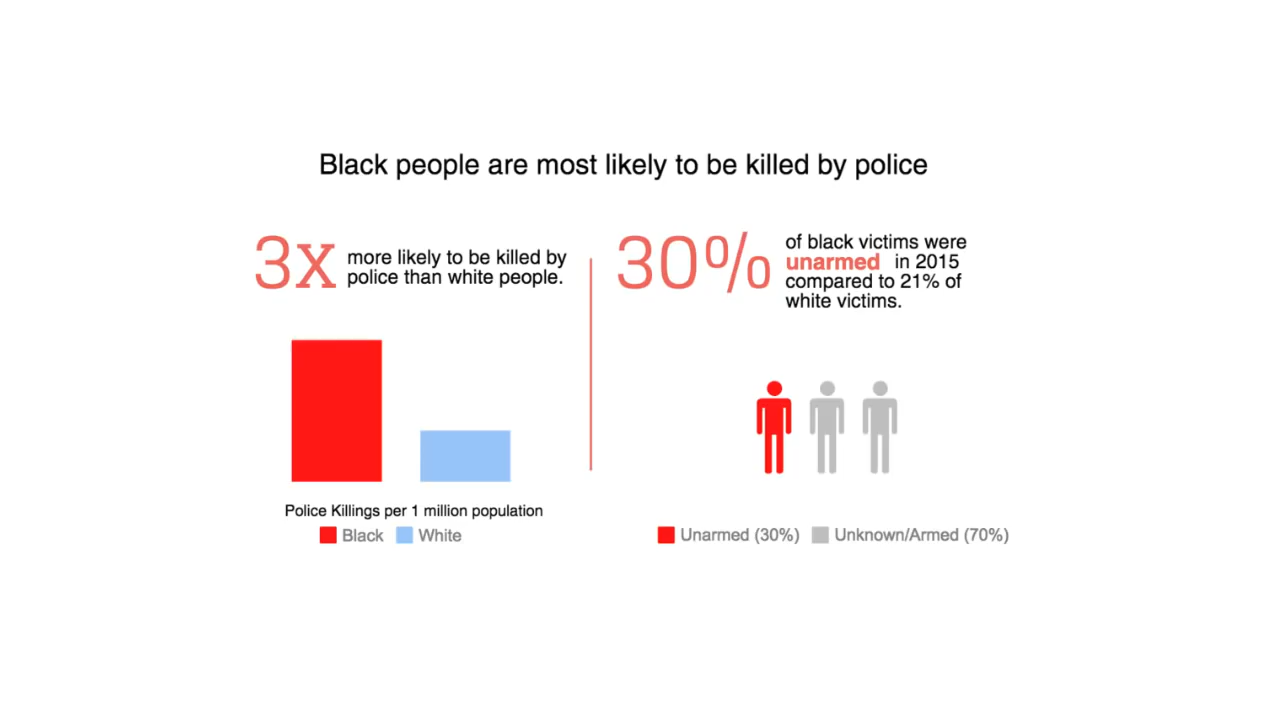 Black people are most likely to be killed by police
3x
more likely to be killed by
police than white people.
30%
of black victims were
unarmed in 2015
compared to 21% of
white victims.
Police Killings per 1 million population
Black White
Unarmed (30%) Unknown/Armed (70%)